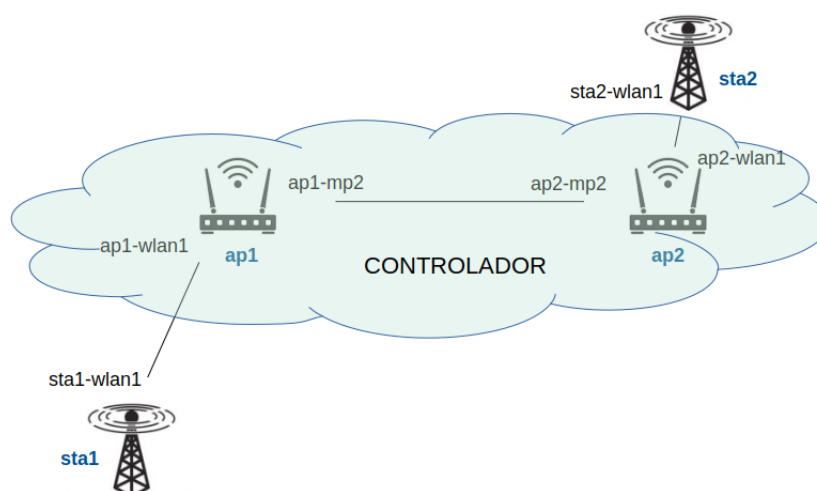 sta2
sta2-wlan1
ap2-wlan1
ap1-mp2
ap2-mp2
ap1-wlan1
ap1
ap2
CONTROLADOR
sta1-wlan1
sta1